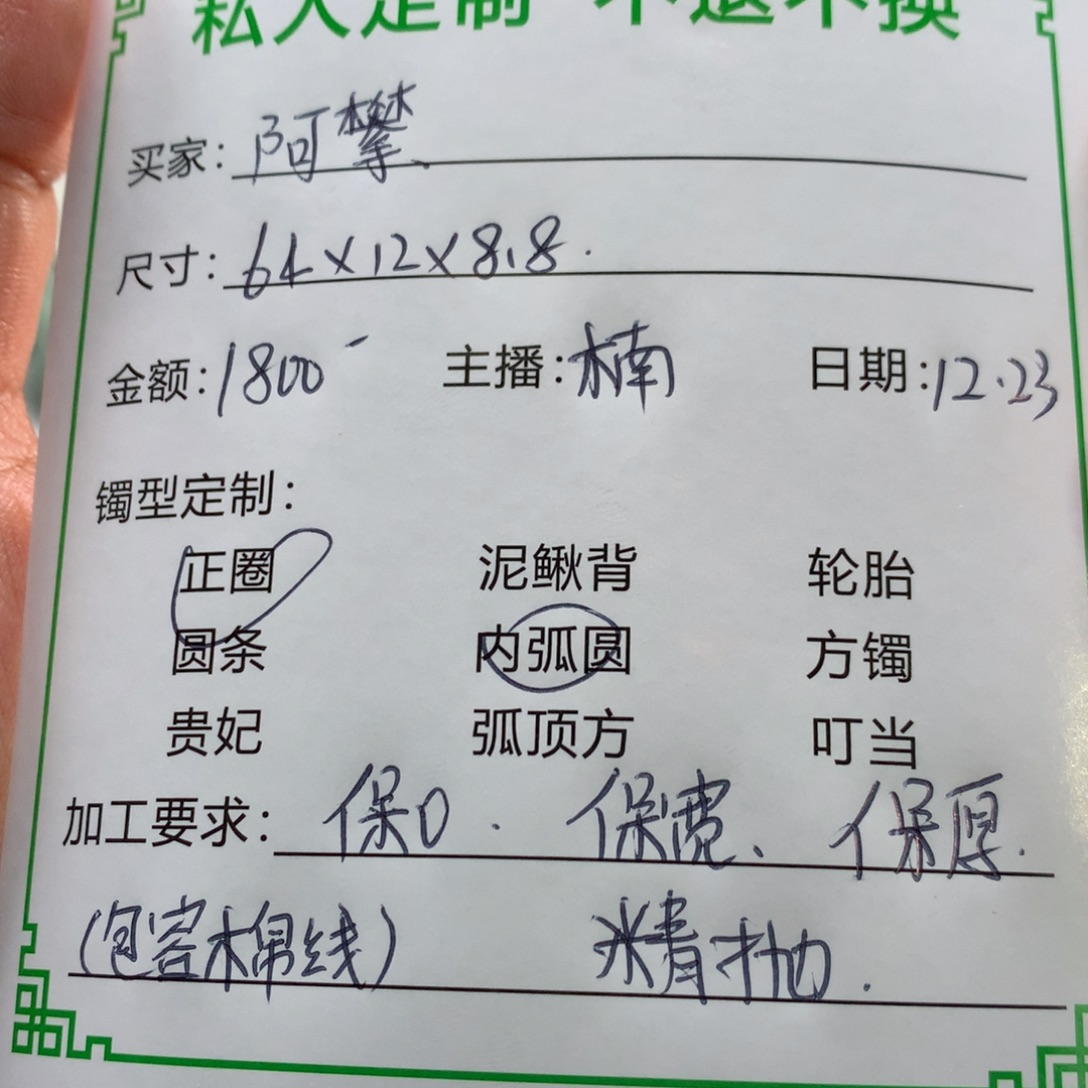 私人定制 不退不换
买家：阿攀、
尺寸：64×12×8.8.
金额：1800- 主播：楠 日期：12.23
镯型定制：
正圈 泥鳅背 轮胎
圆条 内弧圆 方镯
贵妃 弧顶方 叮当
加工要求：保口. 保宽、保厚.
(包容棉线) 精抛.